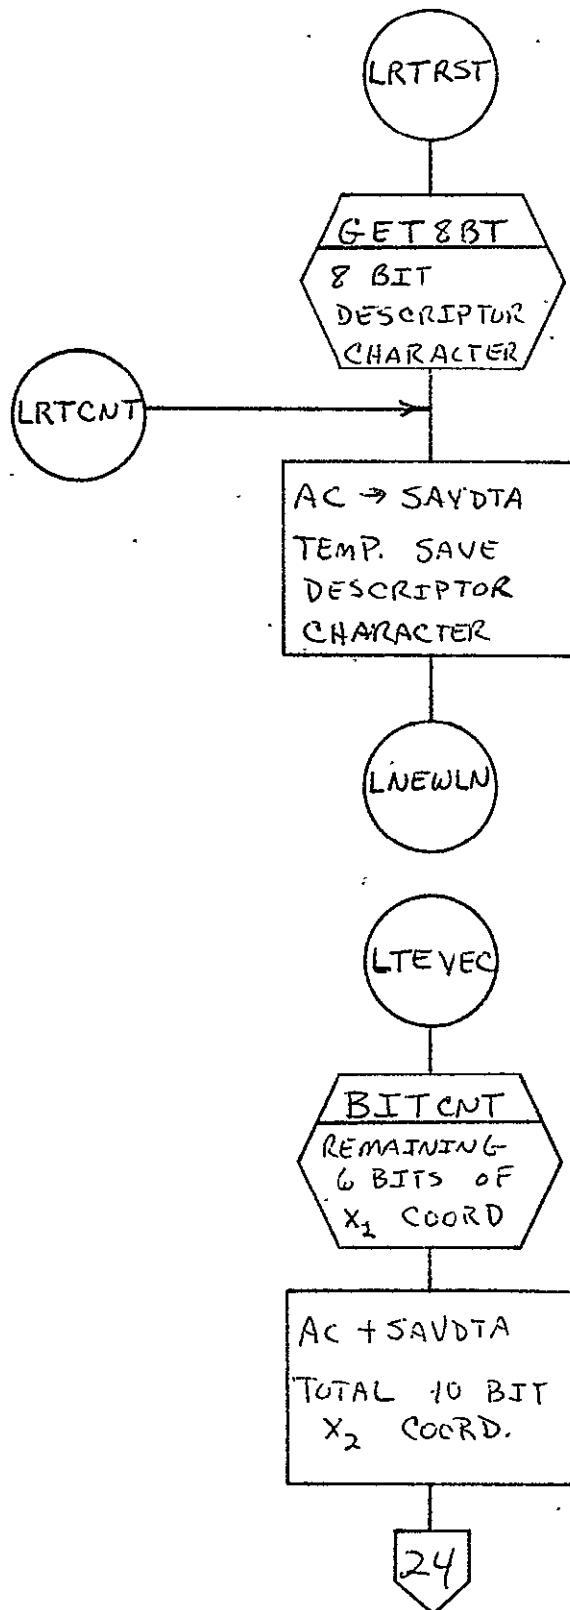 LRTRST
GET8BT
8 BIT
DESCRIPTOR
CHARACTER
LRTCNT
AC → SAVDTA
TEMP. SAVE
DESCRIPTOR
CHARACTER
LNEWLN
LTEVEC
BITCNT
REMAINING
6 BITS OF
X₁ COORD
AC + SAVDTA
TOTAL 10 BIT
X₂ COORD.
24